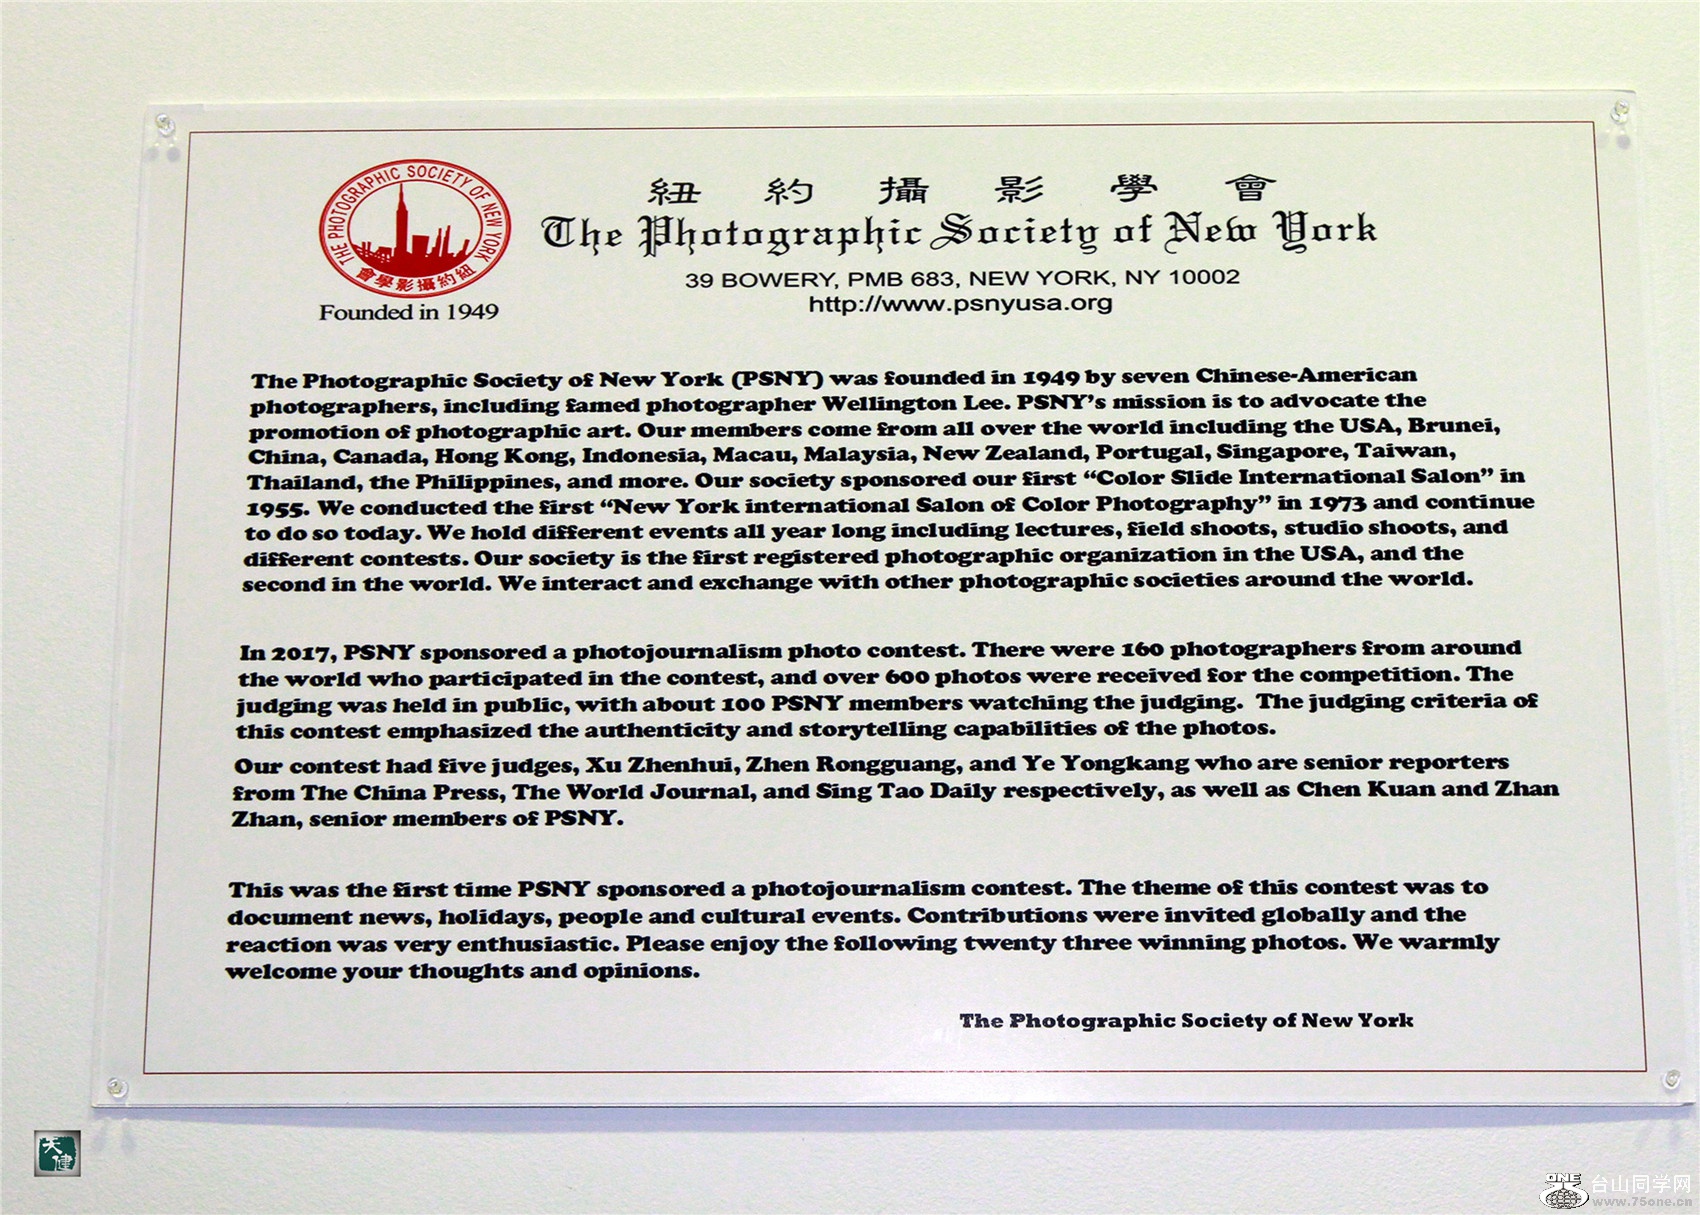 THE PHOTOGRAPHIC SOCIETY OF NEW YORK
會學影攝約紐
Founded in 1949
紐約攝影學會
The Photographic Society of New York
39 BOWERY, PMB 683, NEW YORK, NY 10002
http://www.psnyusa.org
The Photographic Society of New York (PSNY) was founded in 1949 by seven Chinese-American
photographers, including famed photographer Wellington Lee. PSNY's mission is to advocate the
promotion of photographic art. Our members come from all over the world including the USA, Brunei,
China, Canada, Hong Kong, Indonesia, Macau, Malaysia, New Zealand, Portugal, Singapore, Taiwan,
Thailand, the Philippines, and more. Our society sponsored our first “Color Slide International Salon” in
1955. We conducted the first “New York international Salon of Color Photography” in 1973 and continue
to do so today. We hold different events all year long including lectures, field shoots, studio shoots, and
different contests. Our society is the first registered photographic organization in the USA, and the
second in the world. We interact and exchange with other photographic societies around the world.
In 2017, PSNY sponsored a photojournalism photo contest. There were 160 photographers from around
the world who participated in the contest, and over 600 photos were received for the competition. The
judging was held in public, with about 100 PSNY members watching the judging. The judging criteria of
this contest emphasized the authenticity and storytelling capabilities of the photos.
Our contest had five judges, Xu Zhenhui, Zhen Rongguang, and Ye Yongkang who are senior reporters
from The China Press, The World Journal, and Sing Tao Daily respectively, as well as Chen Kuan and Zhan
Zhan, senior members of PSNY.
This was the first time PSNY sponsored a photojournalism contest. The theme of this contest was to
document news, holidays, people and cultural events. Contributions were invited globally and the
reaction was very enthusiastic. Please enjoy the following twenty three winning photos. We warmly
welcome your thoughts and opinions.
The Photographic Society of New York
天健
ONE
台山同学网
www.75one.cn